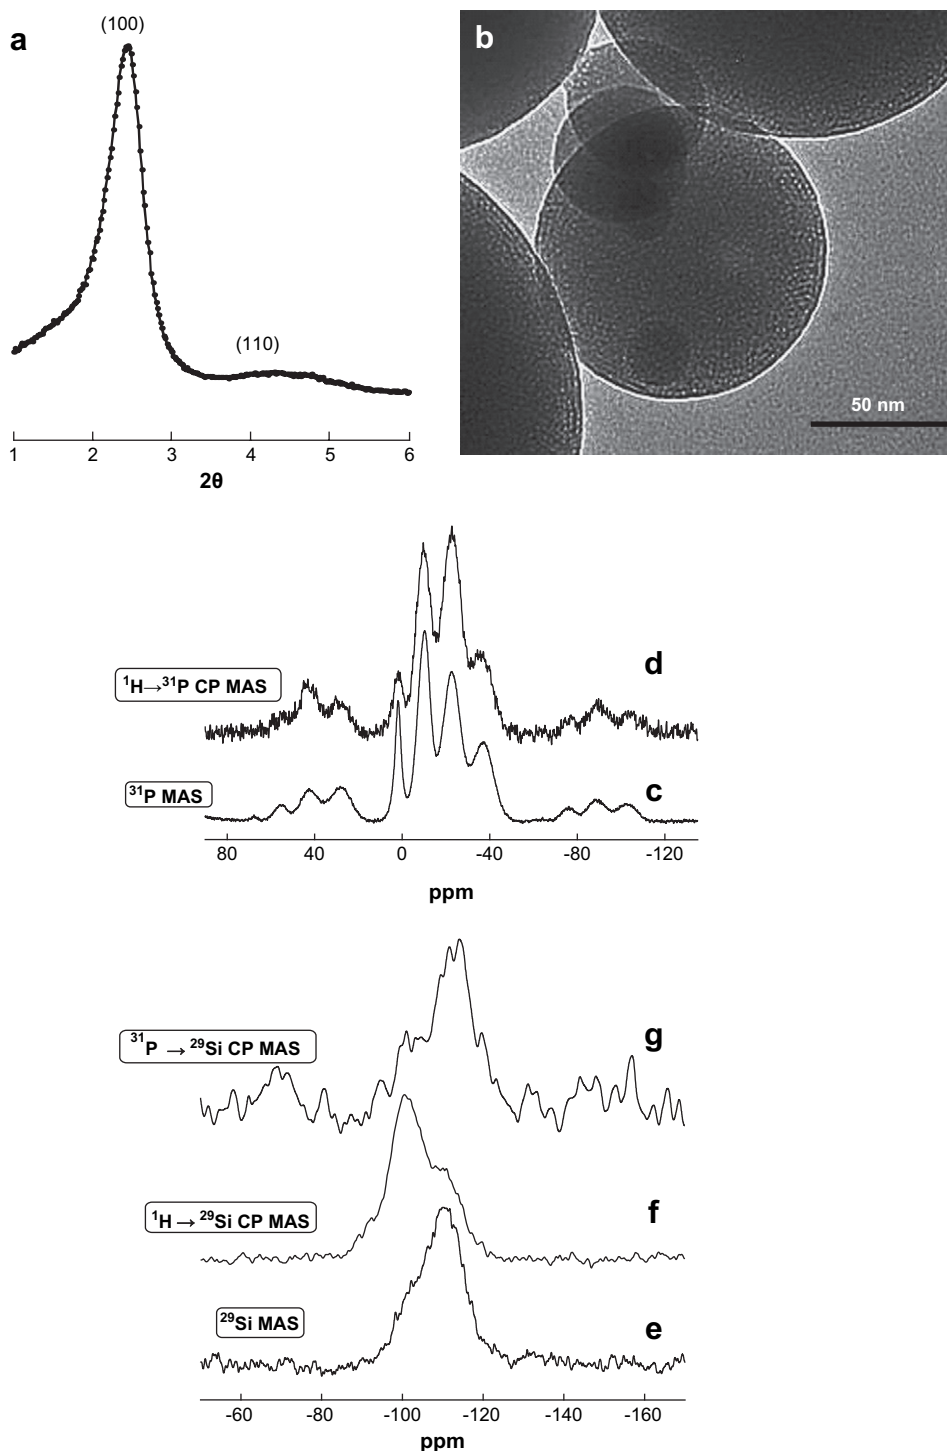 a
(100)
(110)
1 2 3 4 5 6
2θ
b
50 nm
d
¹H→³¹P CP MAS
c
³¹P MAS
80 40 0 -40 -80 -120
ppm
g
³¹P → ²⁹Si CP MAS
f
¹H → ²⁹Si CP MAS
e
²⁹Si MAS
-60 -80 -100 -120 -140 -160
ppm